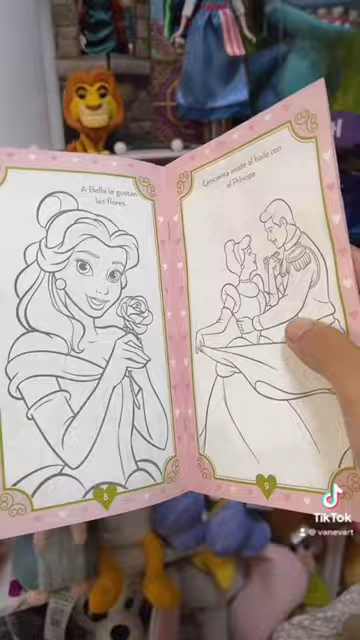 A Bella le gustan
las flores.
Cenicienta asiste al baile con
el Príncipe
8
9
TikTok
@vanevart